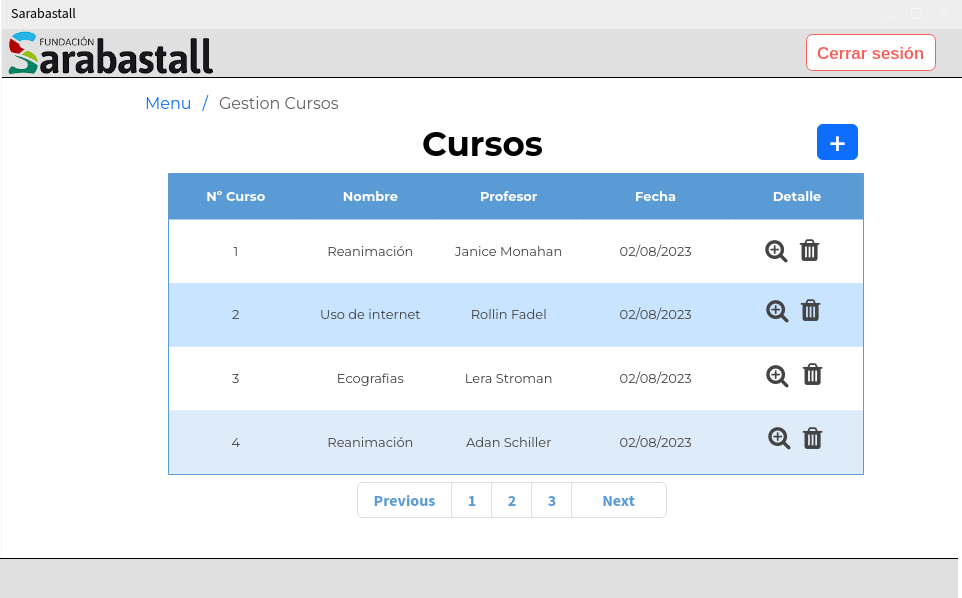 Sarabastall
FUNDACIÓN
Sarabastall
Cerrar sesión
Menu / Gestion Cursos
Cursos
+
Nº Curso Nombre Profesor Fecha Detalle
1 Reanimación Janice Monahan 02/08/2023
2 Uso de internet Rollin Fadel 02/08/2023
3 Ecografias Lera Stroman 02/08/2023
4 Reanimación Adan Schiller 02/08/2023
Previous 1 2 3 Next